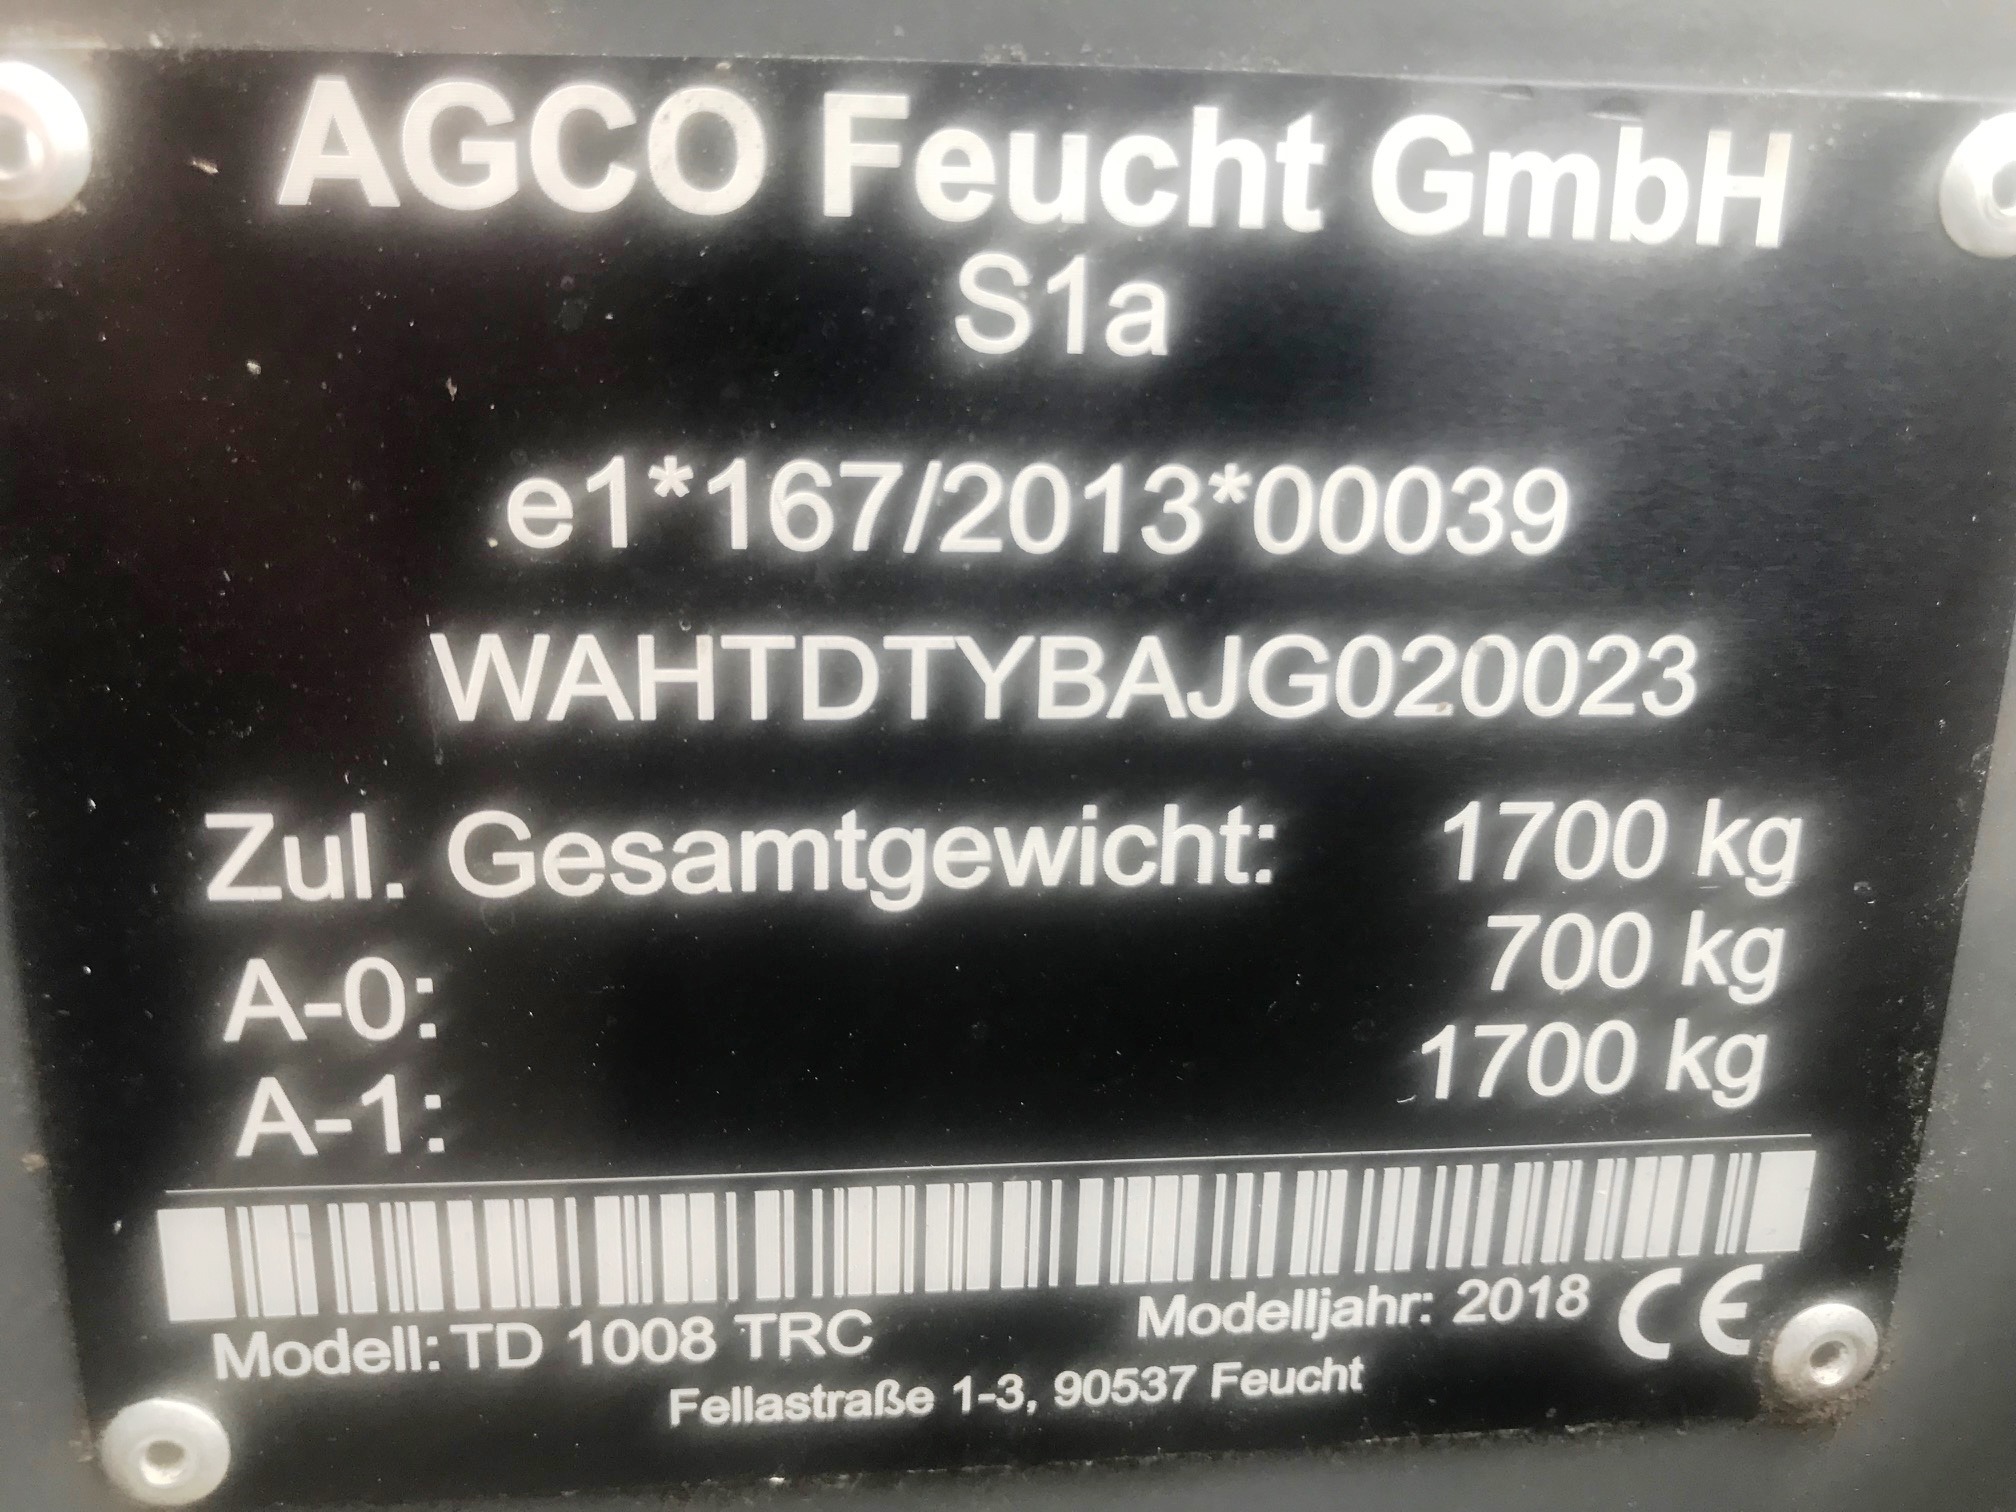 AGCO Feucht GmbH
S1a
e1*167/2013*00039
WAHTDTYBAJG020023
Zul. Gesamtgewicht: 1700 kg
A-0: 700 kg
A-1: 1700 kg
Modell: TD 1008 TRC Modelljahr: 2018 CE
Fellastraße 1-3, 90537 Feucht